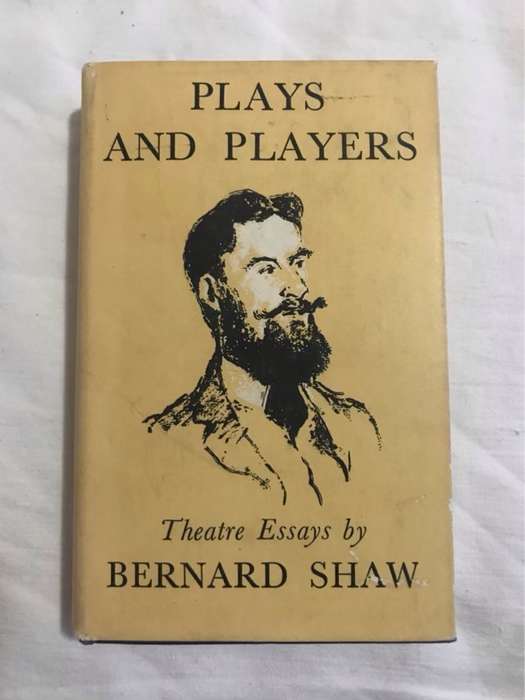 PLAYS
AND PLAYERS
Theatre Essays by
BERNARD SHAW